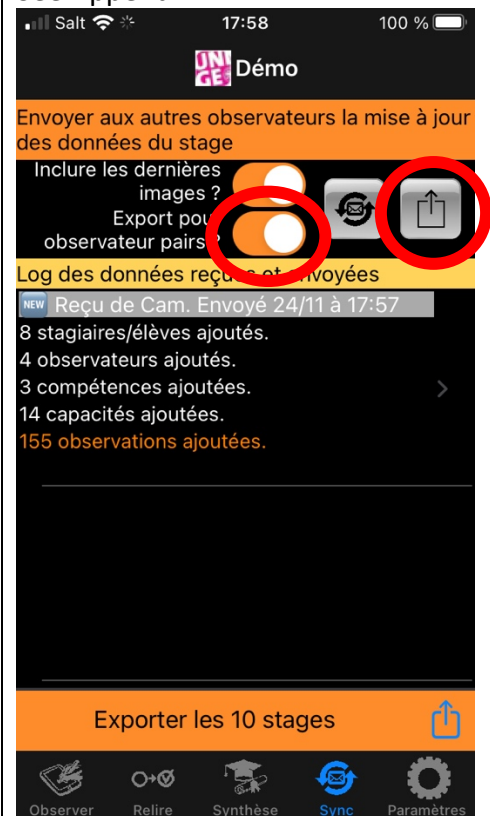 Salt 17:58 100 %
UNI GE Démo
Envoyer aux autres observateurs la mise à jour
des données du stage
Inclure les dernières
images ?
Export pou
observateur pairs ?
Log des données reçues et envoyées
NEW Reçu de Cam. Envoyé 24/11 à 17:57
8 stagiaires/élèves ajoutés.
4 observateurs ajoutés.
3 compétences ajoutées.
14 capacités ajoutées.
155 observations ajoutées.
Exporter les 10 stages
Observer Relire Synthèse Sync Paramètres